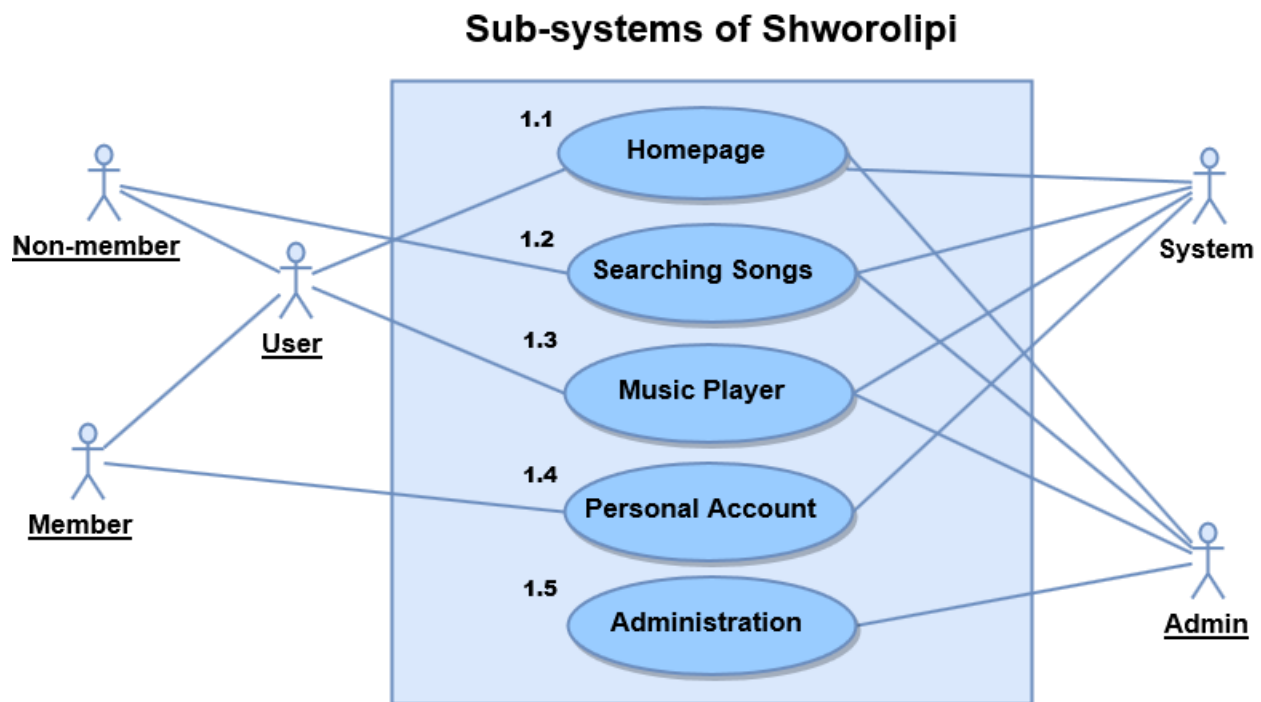 Sub-systems of Shworolipi
1.1
Homepage
Non-member
System
1.2
Searching Songs
User
1.3
Music Player
1.4
Personal Account
Member
1.5
Administration
Admin